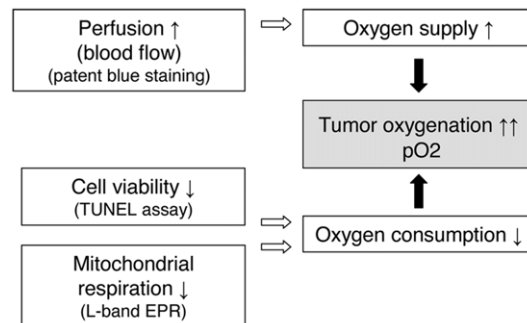 Perfusion ↑
(blood flow)
(patent blue staining)
Oxygen supply ↑
Tumor oxygenation ↑↑
pO2
Cell viability ↓
(TUNEL assay)
Oxygen consumption ↓
Mitochondrial
respiration ↓
(L-band EPR)